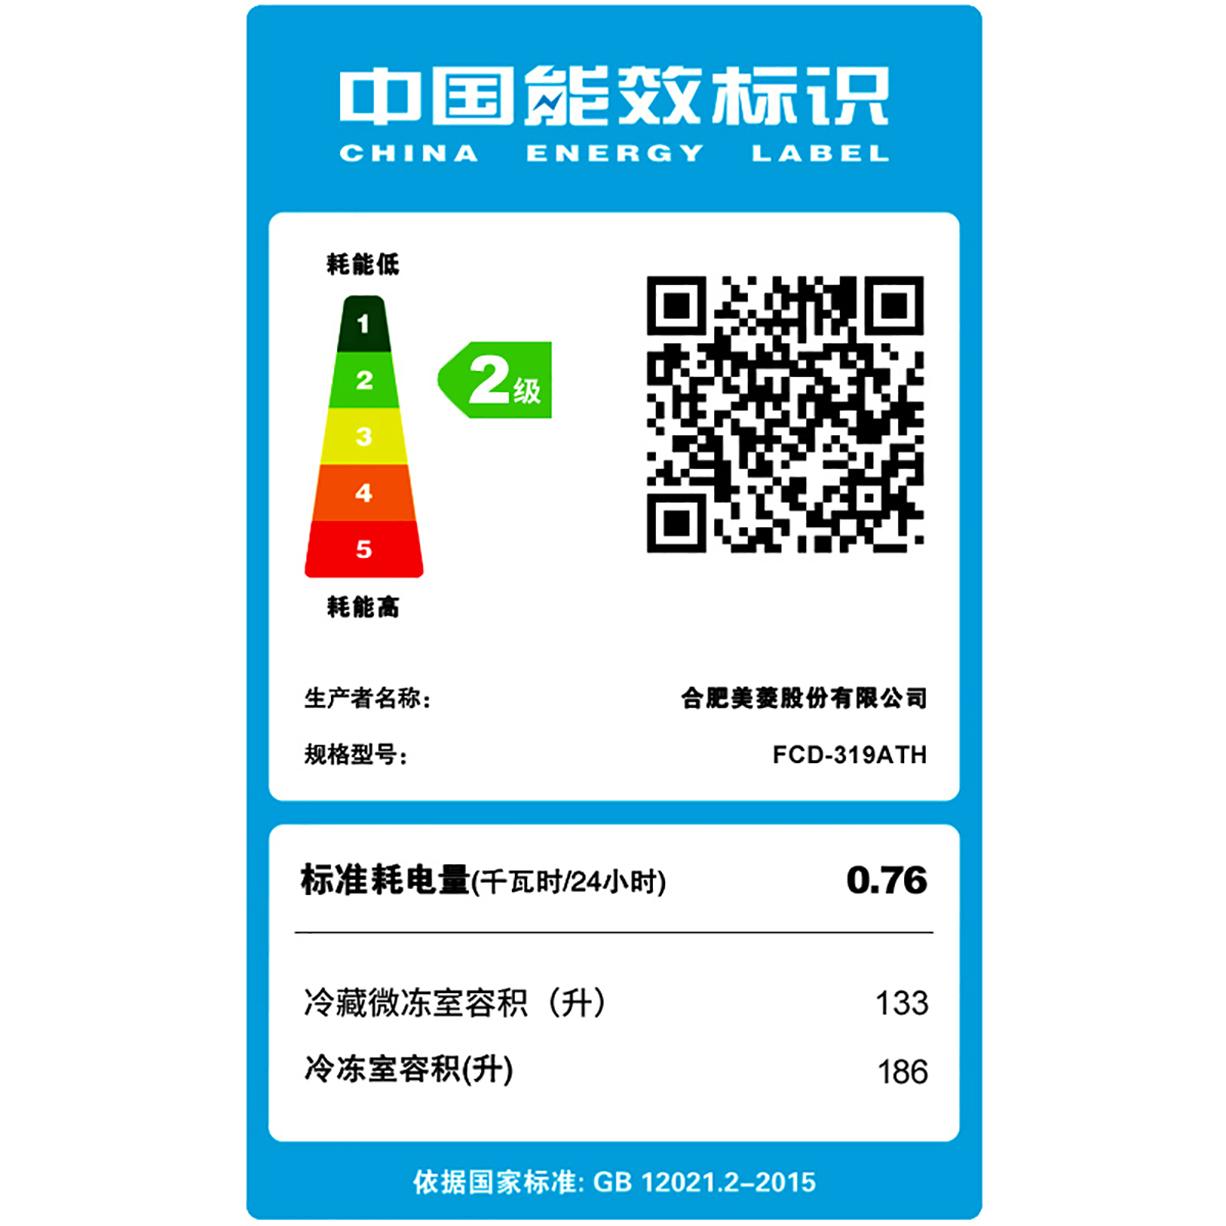 中国能效标识
CHINA ENERGY LABEL
耗能低
1
2
2级
3
4
5
耗能高
生产者名称: 合肥美菱股份有限公司
规格型号: FCD-319ATH
标准耗电量(千瓦时/24小时) 0.76
冷藏微冻室容积（升） 133
冷冻室容积(升) 186
依据国家标准: GB 12021.2-2015